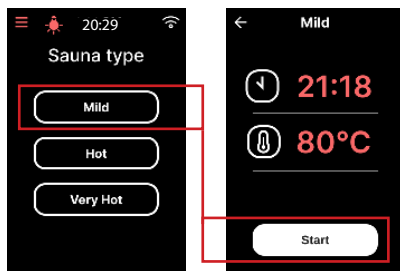 20:29
Sauna type
Mild
Hot
Very Hot
Mild
21:18
80°C
Start